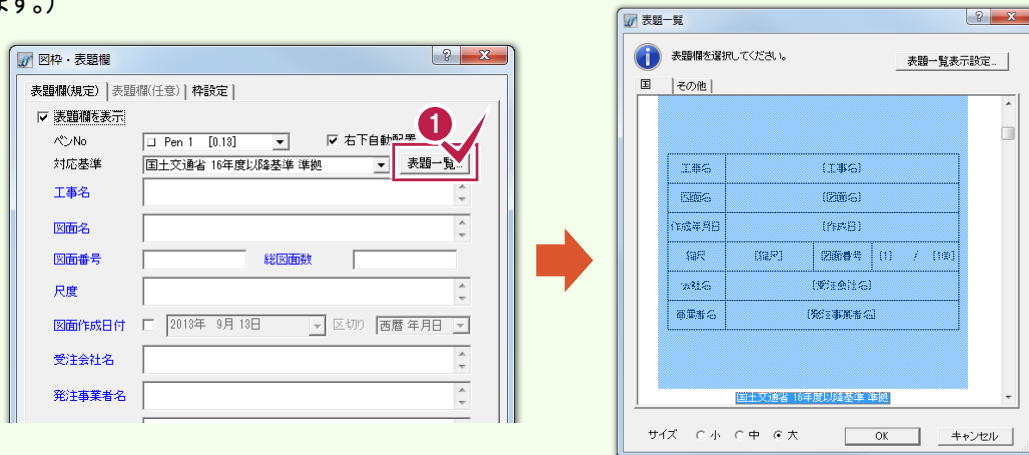 ます。）
図枠・表題欄
表題欄(規定) 表題欄(任意) 枠設定
表題欄を表示
ペンNo Pen 1 [0.13] 右下自動配置
1
対応基準 国土交通省 16年度以降基準 準拠 表題一覧..
工事名
図面名
図面番号 総図面数
尺度
図面作成日付 2013年 9月 13日 区切り 西暦 年月日
受注会社名
発注事業者名
表題一覧
表題欄を選択してください。 表題一覧表示設定...
国 その他
工事名 [工事名]
図面名 [図面名]
作成年月日 [作成日]
縮尺 [縮尺] 図面番号 [1] / [100]
会社名 [受注会社名]
事業者名 [発注事業者名]
国土交通省 16年度以降基準 準拠
サイズ 小 中 大 OK キャンセル